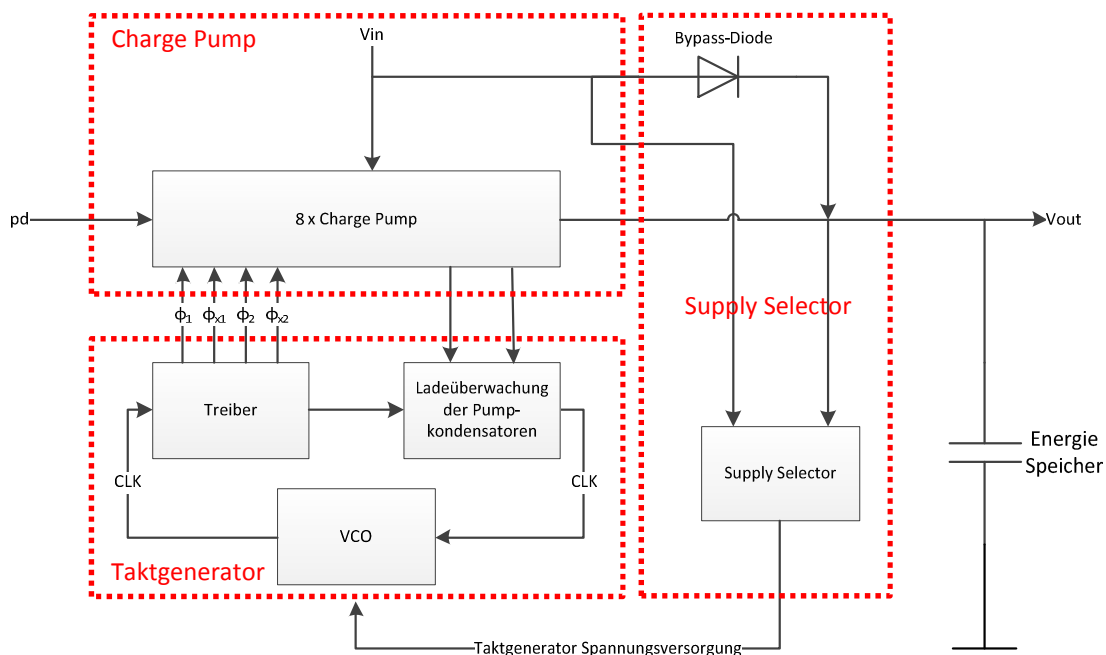 Charge Pump
Vin
Bypass-Diode
8 x Charge Pump
pd
Vout
Supply Selector
ϕ1
ϕx1
ϕ2
ϕx2
Treiber
Ladeüberwachung
der Pump-
kondensatoren
Energie
Speicher
Supply Selector
CLK
CLK
VCO
Taktgenerator
Taktgenerator Spannungsversorgung